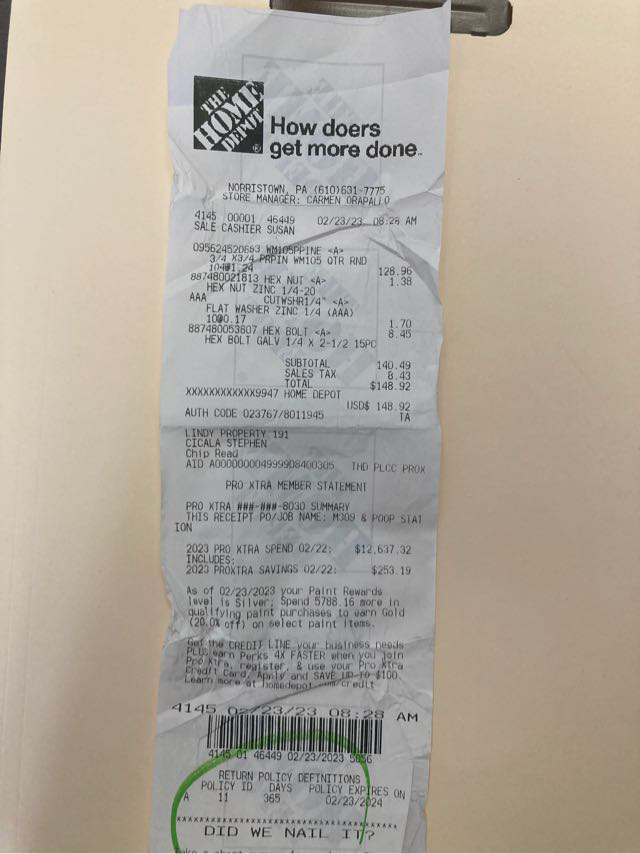 THE
HOME
DEPOT
How doers
get more done
NORRISTOWN, PA (610)631-7775
STORE MANAGER: CARMEN ORAPALLO
4145 00001 46449 02/23/23 08:28 AM
SALE CASHIER SUSAN
095624520663 WM105PPINE <A>
3/4 X3/4 PRPIN WM105 QTR RND
104@1.24 128.96
887480021813 HEX NUT <A> 1.38
HEX NUT ZINC 1/4-20
AAA CUTWSHR1/4" <A>
FLAT WASHER ZINC 1/4 (AAA)
10@0.17 1.70
887480053807 HEX BOLT <A> 8.45
HEX BOLT GALV 1/4 X 2-1/2 15PC
SUBTOTAL 140.49
SALES TAX 8.43
TOTAL $148.92
XXXXXXXXXXXX9947 HOME DEPOT
USD$ 148.92
AUTH CODE 023767/8011945 TA
LINDY PROPERTY 191
CICALA STEPHEN
Chip Read
AID A0000000049999D8400305 THD PLCC PROX
PRO XTRA MEMBER STATEMENT
PRO XTRA ###-###-8030 SUMMARY
THIS RECEIPT PO/JOB NAME: M309 & POOP STAT
ION
2023 PRO XTRA SPEND 02/22: $12,637.32
INCLUDES:
2023 PROXTRA SAVINGS 02/22: $253.19
As of 02/23/2023 your Paint Rewards
level is Silver; Spend 5788.16 more in
qualifying paint purchases to earn Gold
(20.0% off) on select paint items.
Get the CREDIT LINE your business needs
PLUS earn Perks 4X FASTER when you join
Pro Xtra, register, & use your Pro Xtra
Credit Card. Apply and SAVE UP TO $100.
Learn more at homedepot.com/credit
4145 02/23/23 08:28 AM
4145 01 46449 02/23/2023 5656
RETURN POLICY DEFINITIONS
POLICY ID DAYS POLICY EXPIRES ON
A 11 365 02/23/2024
DID WE NAIL IT?